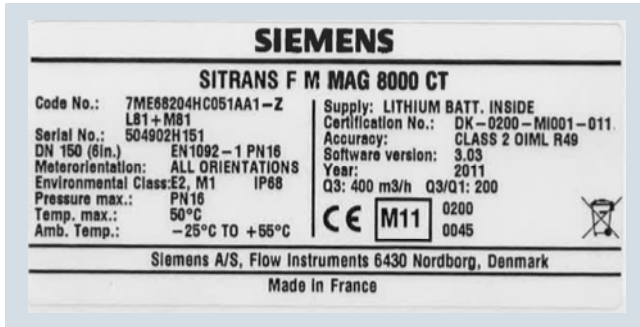 SIEMENS
SITRANS F M MAG 8000 CT
Code No.: 7ME68204HC051AA1-Z
L81+M81
Serial No.: 504902H151
DN 150 (6in.) EN1092-1 PN16
Meterorientation: ALL ORIENTATIONS
Environmental Class:E2, M1 IP68
Pressure max.: PN16
Temp. max.: 50°C
Amb. Temp.: -25°C TO +55°C
Supply: LITHIUM BATT. INSIDE
Certification No.: DK-0200-MI001-011
Accuracy: CLASS 2 OIML R49
Software version: 3.03
Year: 2011
Q3: 400 m3/h Q3/Q1: 200
CE M11 0200
0045
Siemens A/S, Flow Instruments 6430 Nordborg, Denmark
Made in France